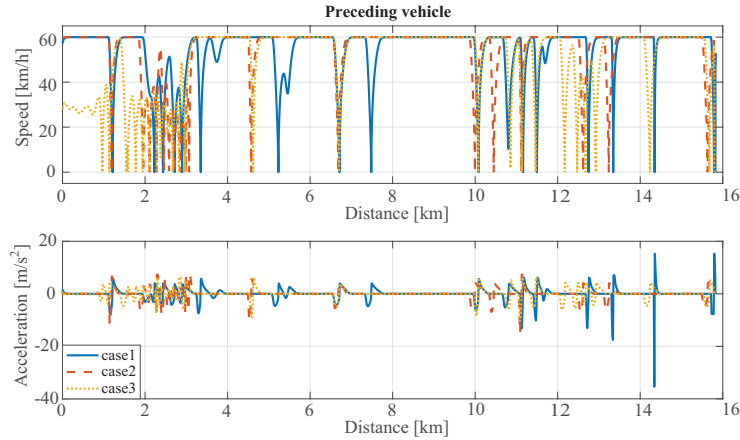 Preceding vehicle
60
40
20
0
Speed [km/h]
0 2 4 6 8 10 12 14 16
Distance [km]
20
0
-20
-40
Acceleration [m/s²]
case1
case2
case3
0 2 4 6 8 10 12 14 16
Distance [km]